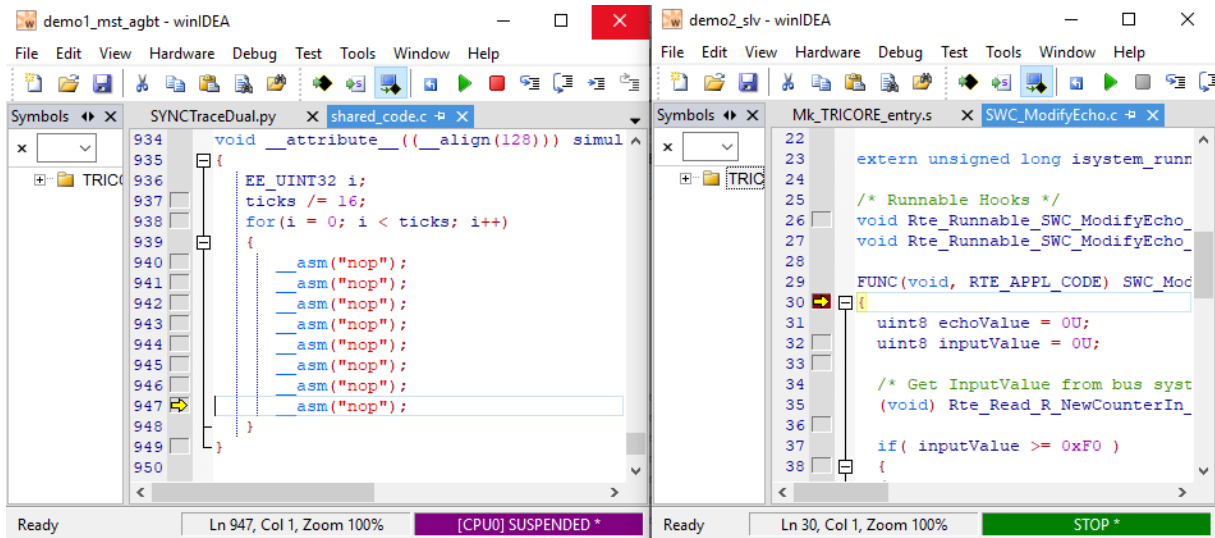 demo1_mst_agbt - winIDEA
File Edit View Hardware Debug Test Tools Window Help
Symbols
SYNCTraceDual.py X shared_code.c X
TRIC
934 void __attribute__((__align(128))) simul
935 {
936 EE_UINT32 i;
937 ticks /= 16;
938 for(i = 0; i < ticks; i++)
939 {
940 __asm("nop");
941 __asm("nop");
942 __asm("nop");
943 __asm("nop");
944 __asm("nop");
945 __asm("nop");
946 __asm("nop");
947 __asm("nop");
948 }
949 }
950
Ready Ln 947, Col 1, Zoom 100% [CPU0] SUSPENDED *
demo2_slv - winIDEA
File Edit View Hardware Debug Test Tools Window Help
Symbols
Mk_TRICORE_entry.s X SWC_ModifyEcho.c X
TRIC
22
23 extern unsigned long isystem_runn
24
25 /* Runnable Hooks */
26 void Rte_Runnable_SWC_ModifyEcho_
27 void Rte_Runnable_SWC_ModifyEcho_
28
29 FUNC(void, RTE_APPL_CODE) SWC_Mod
30 {
31 uint8 echoValue = 0U;
32 uint8 inputValue = 0U;
33
34 /* Get InputValue from bus syst
35 (void) Rte_Read_R_NewCounterIn_
36
37 if( inputValue >= 0xF0 )
38 {
Ready Ln 30, Col 1, Zoom 100% STOP *